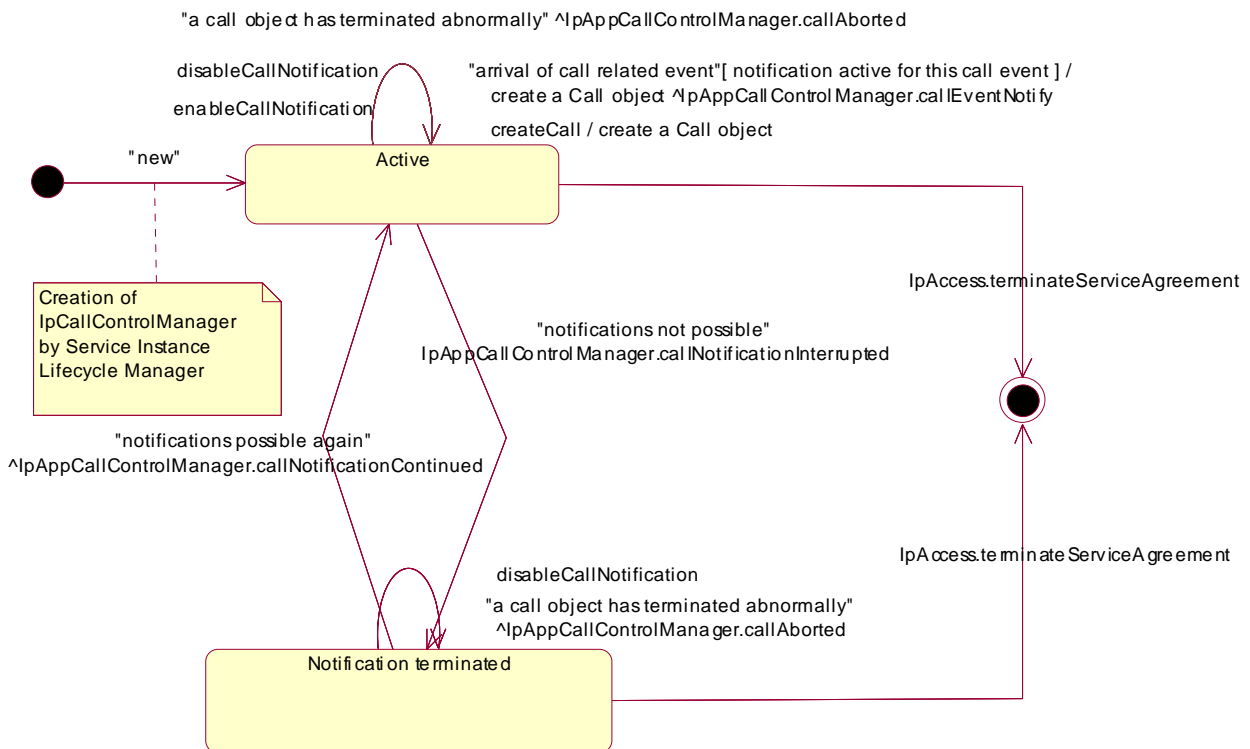 "a call object has terminated abnormally" ^IpAppCallControlManager.callAborted
disableCallNotification
enableCallNotification
"arrival of call related event"[ notification active for this call event ] /
create a Call object ^IpAppCallControlManager.callEventNotify
createCall / create a Call object
"new"
Active
Creation of
IpCallControlManager
by Service Instance
Lifecycle Manager
IpAccess.terminateServiceAgreement
"notifications not possible"
IpAppCallControlManager.callNotificationInterrupted
"notifications possible again"
^IpAppCallControlManager.callNotificationContinued
IpAccess.terminateServiceAgreement
disableCallNotification
"a call object has terminated abnormally"
^IpAppCallControlManager.callAborted
Notification terminated